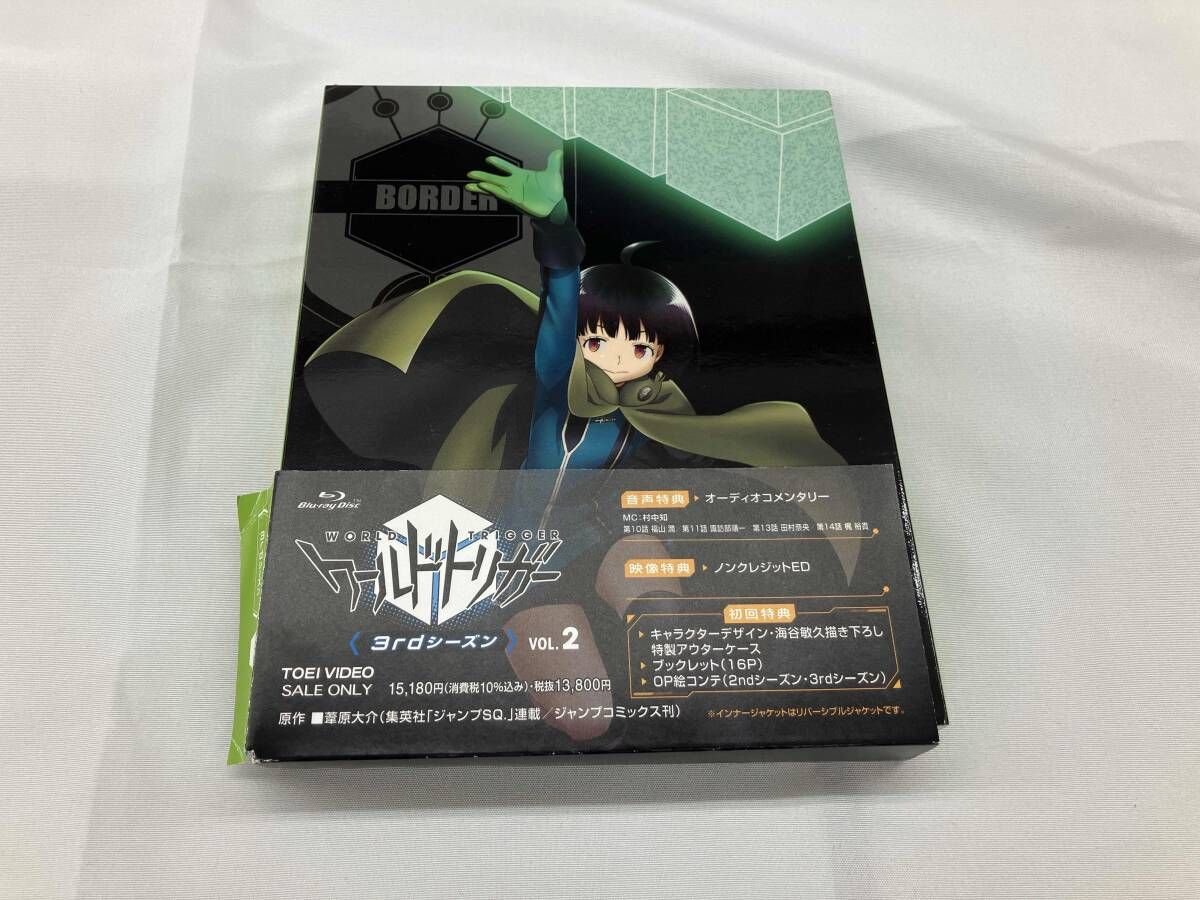 BORDER
Blu-ray Disc™
WORLD TRIGGER
ワールドトリガー
《 3rdシーズン 》 VOL.2
TOEI VIDEO
SALE ONLY 15,180円(消費税10%込み)・税抜13,800円
原作 ■葦原大介(集英社「ジャンプSQ.」連載／ジャンプコミックス刊)
音声特典 ▶ オーディオコメンタリー
MC:村中知
第10話 福山 潤 第11話 諏訪部順一 第13話 田村奈央 第14話 梶 裕貴
映像特典 ▶ ノンクレジットED
初回特典
▶ キャラクターデザイン・海谷敏久描き下ろし
特製アウターケース
▶ ブックレット(16P)
▶ OP絵コンテ(2ndシーズン・3rdシーズン)
※インナージャケットはリバーシブルジャケットです。